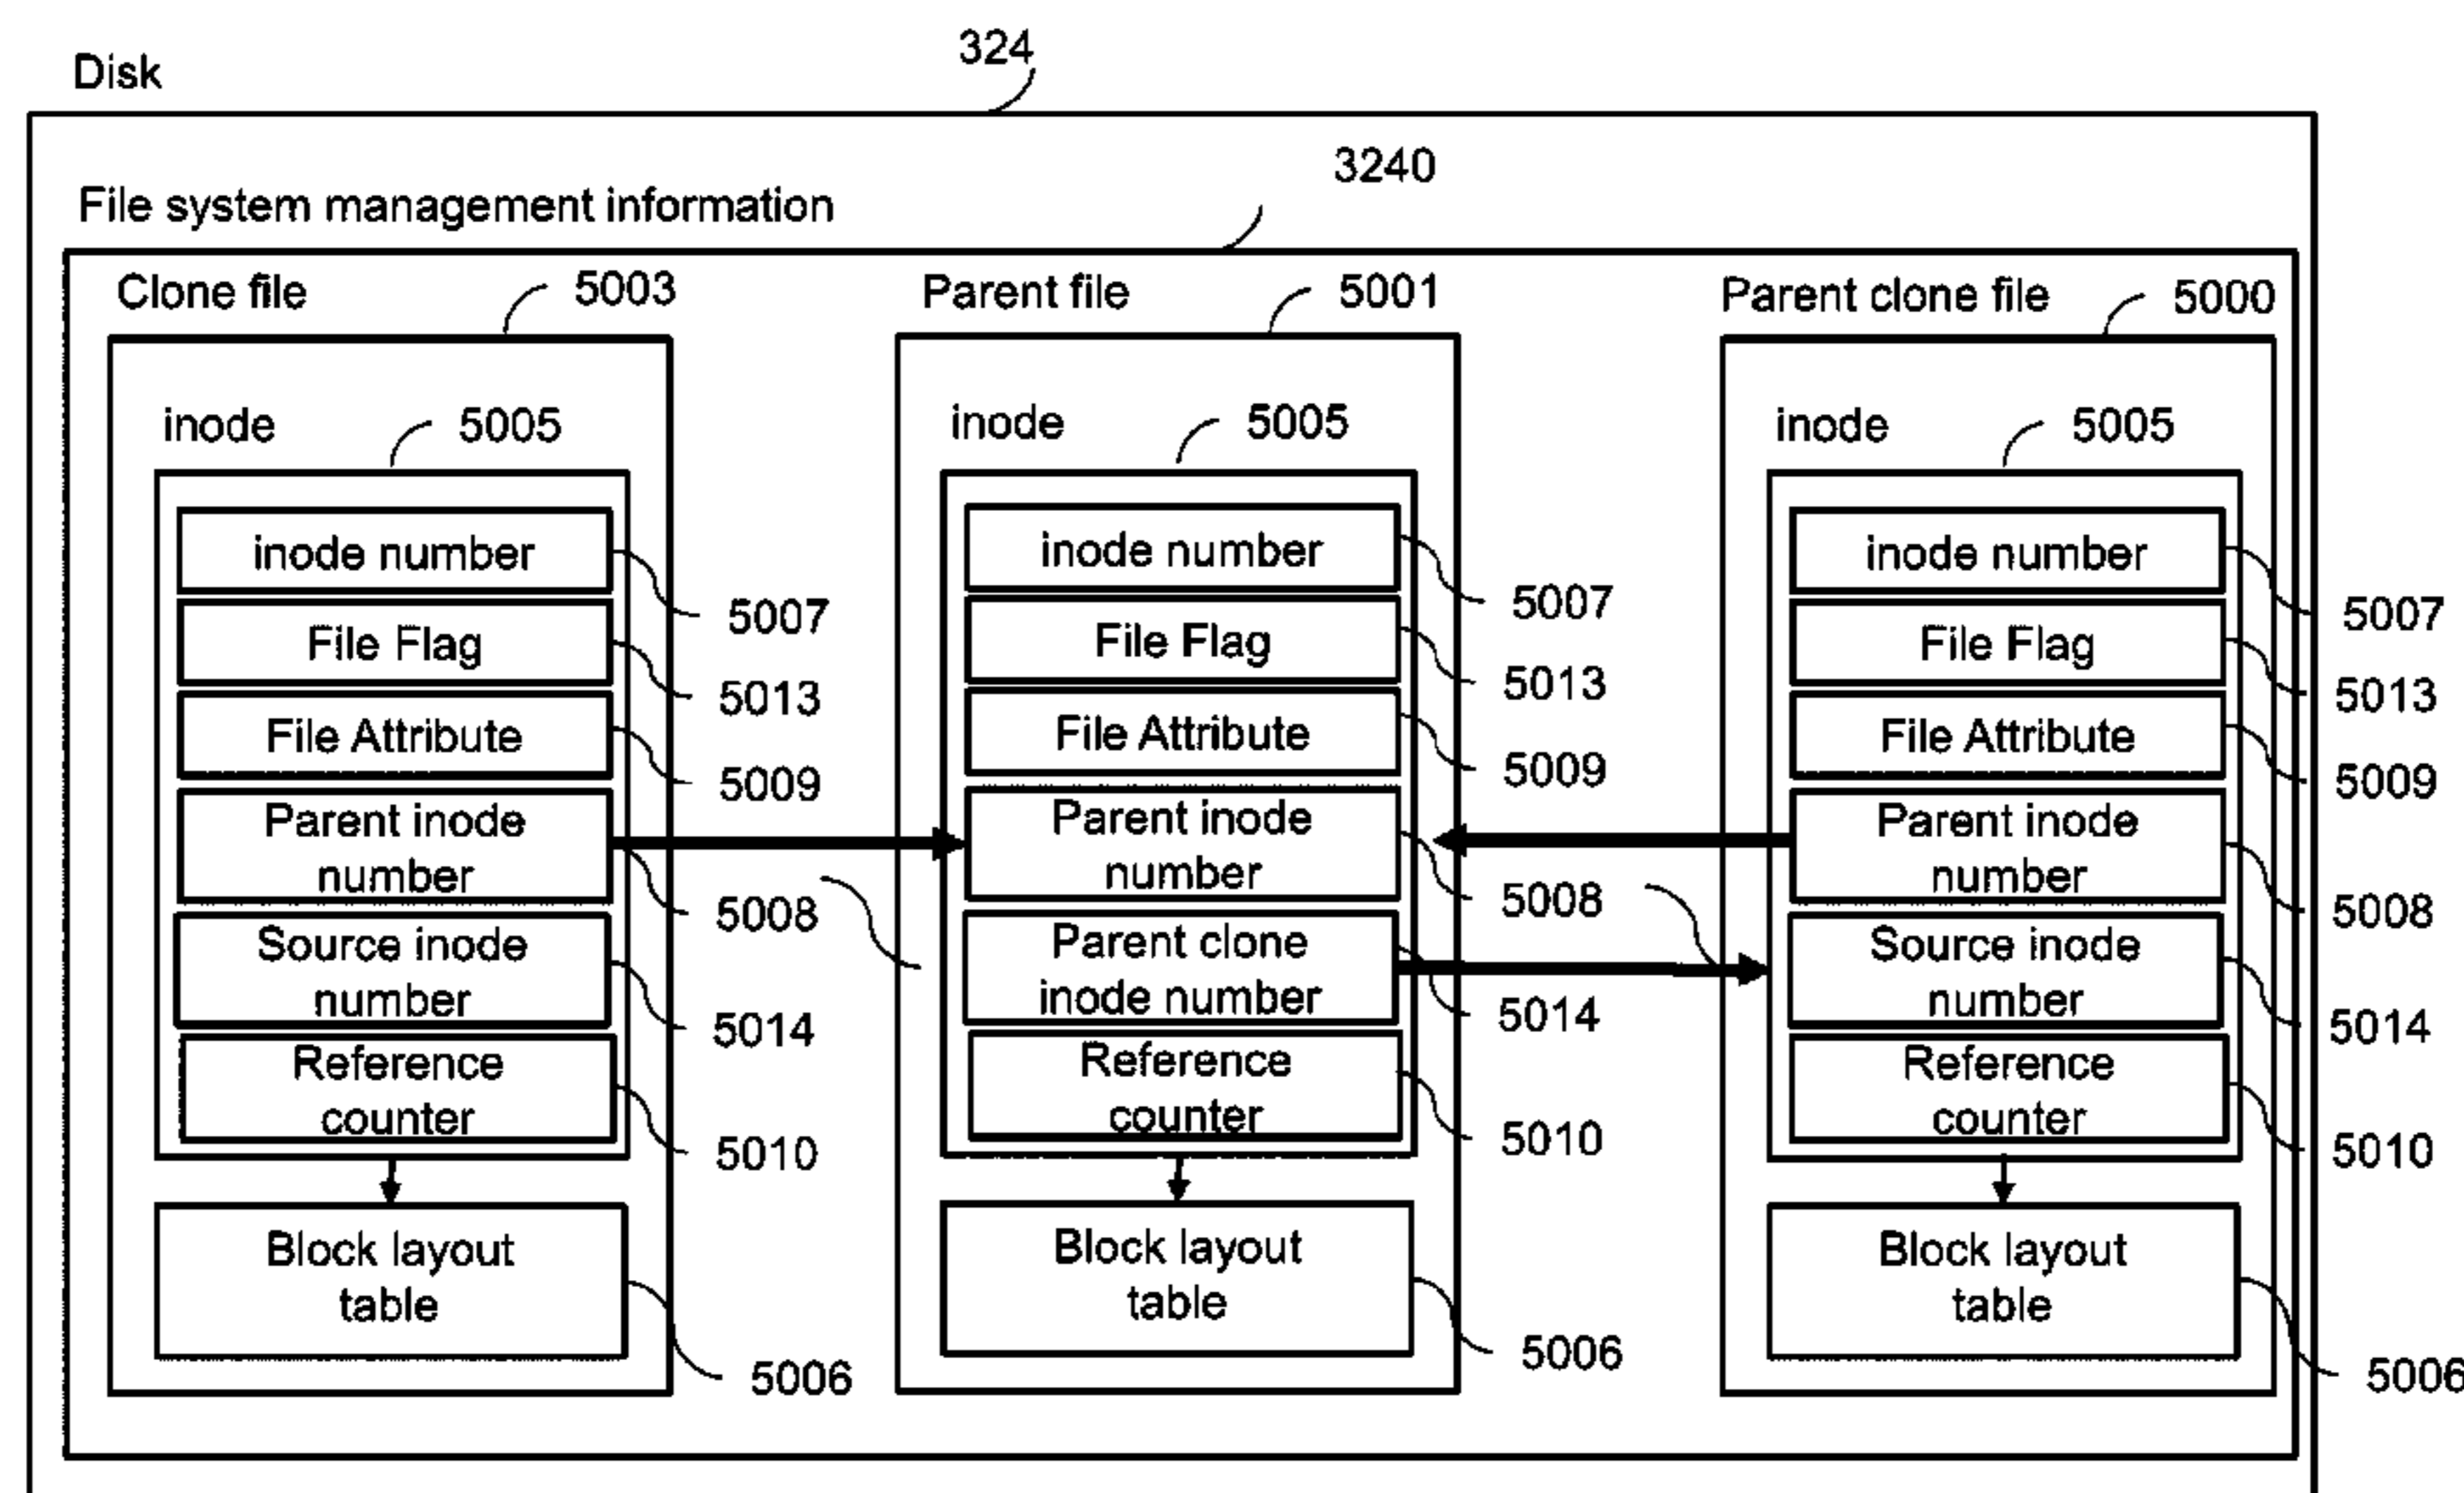 324
Disk
3240
File system management information
Clone file
5003
inode
5005
inode number
5007
File Flag
5013
File Attribute
5009
Parent inode
number
5008
Source inode
number
5014
Reference
counter
5010
Block layout
table
5006
Parent file
5001
inode
5005
inode number
5007
File Flag
5013
File Attribute
5009
Parent inode
number
5008
Parent clone
inode number
5014
Reference
counter
5010
Block layout
table
5006
Parent clone file
5000
inode
5005
inode number
5007
File Flag
5013
File Attribute
5009
Parent inode
number
5008
Source inode
number
5014
Reference
counter
5010
Block layout
table
5006